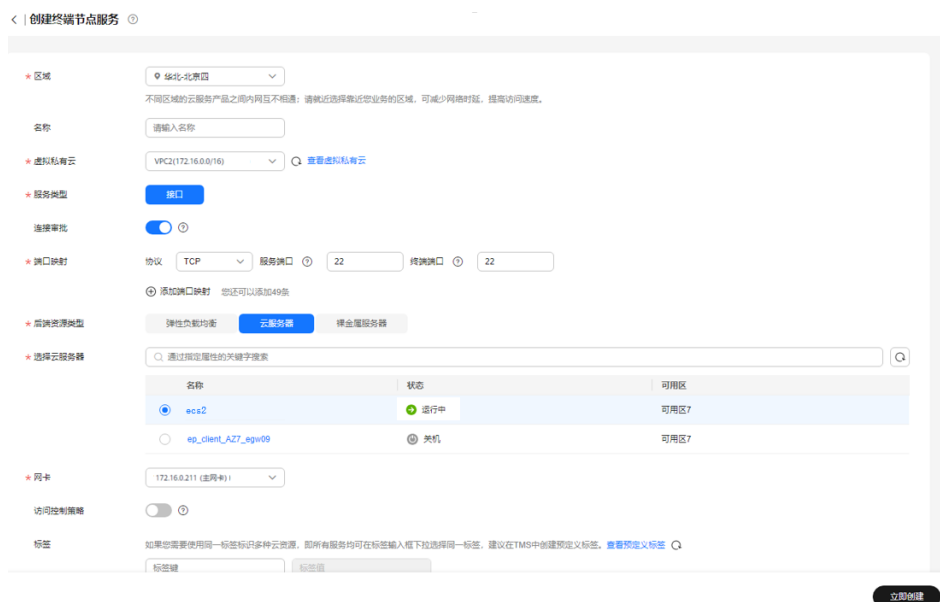 创建终端节点服务
* 区域 华北-北京四
不同区域的云服务产品之间内网互不相通；请就近选择靠近您业务的区域，可减少网络时延，提高访问速度。
名称 请输入名称
* 虚拟私有云 VPC2(172.16.0.0/16) 查看虚拟私有云
* 服务类型 接口
连接审批
* 端口映射 协议 TCP 服务端口 22 终端端口 22
添加端口映射 您还可以添加49条
* 后端资源类型 弹性负载均衡 云服务器 裸金属服务器
* 选择云服务器 通过指定属性的关键字搜索
名称 状态 可用区
ecs2 运行中 可用区7
ep_client_AZ7_egw09 关机 可用区7
* 网卡 172.16.0.211 (主网卡)
访问控制策略
标签 如果您需要使用同一标签标识多种云资源，即所有服务均可在标签输入框下拉选择同一标签，建议在TMS中创建预定义标签。 查看预定义标签
标签键 标签值
立即创建